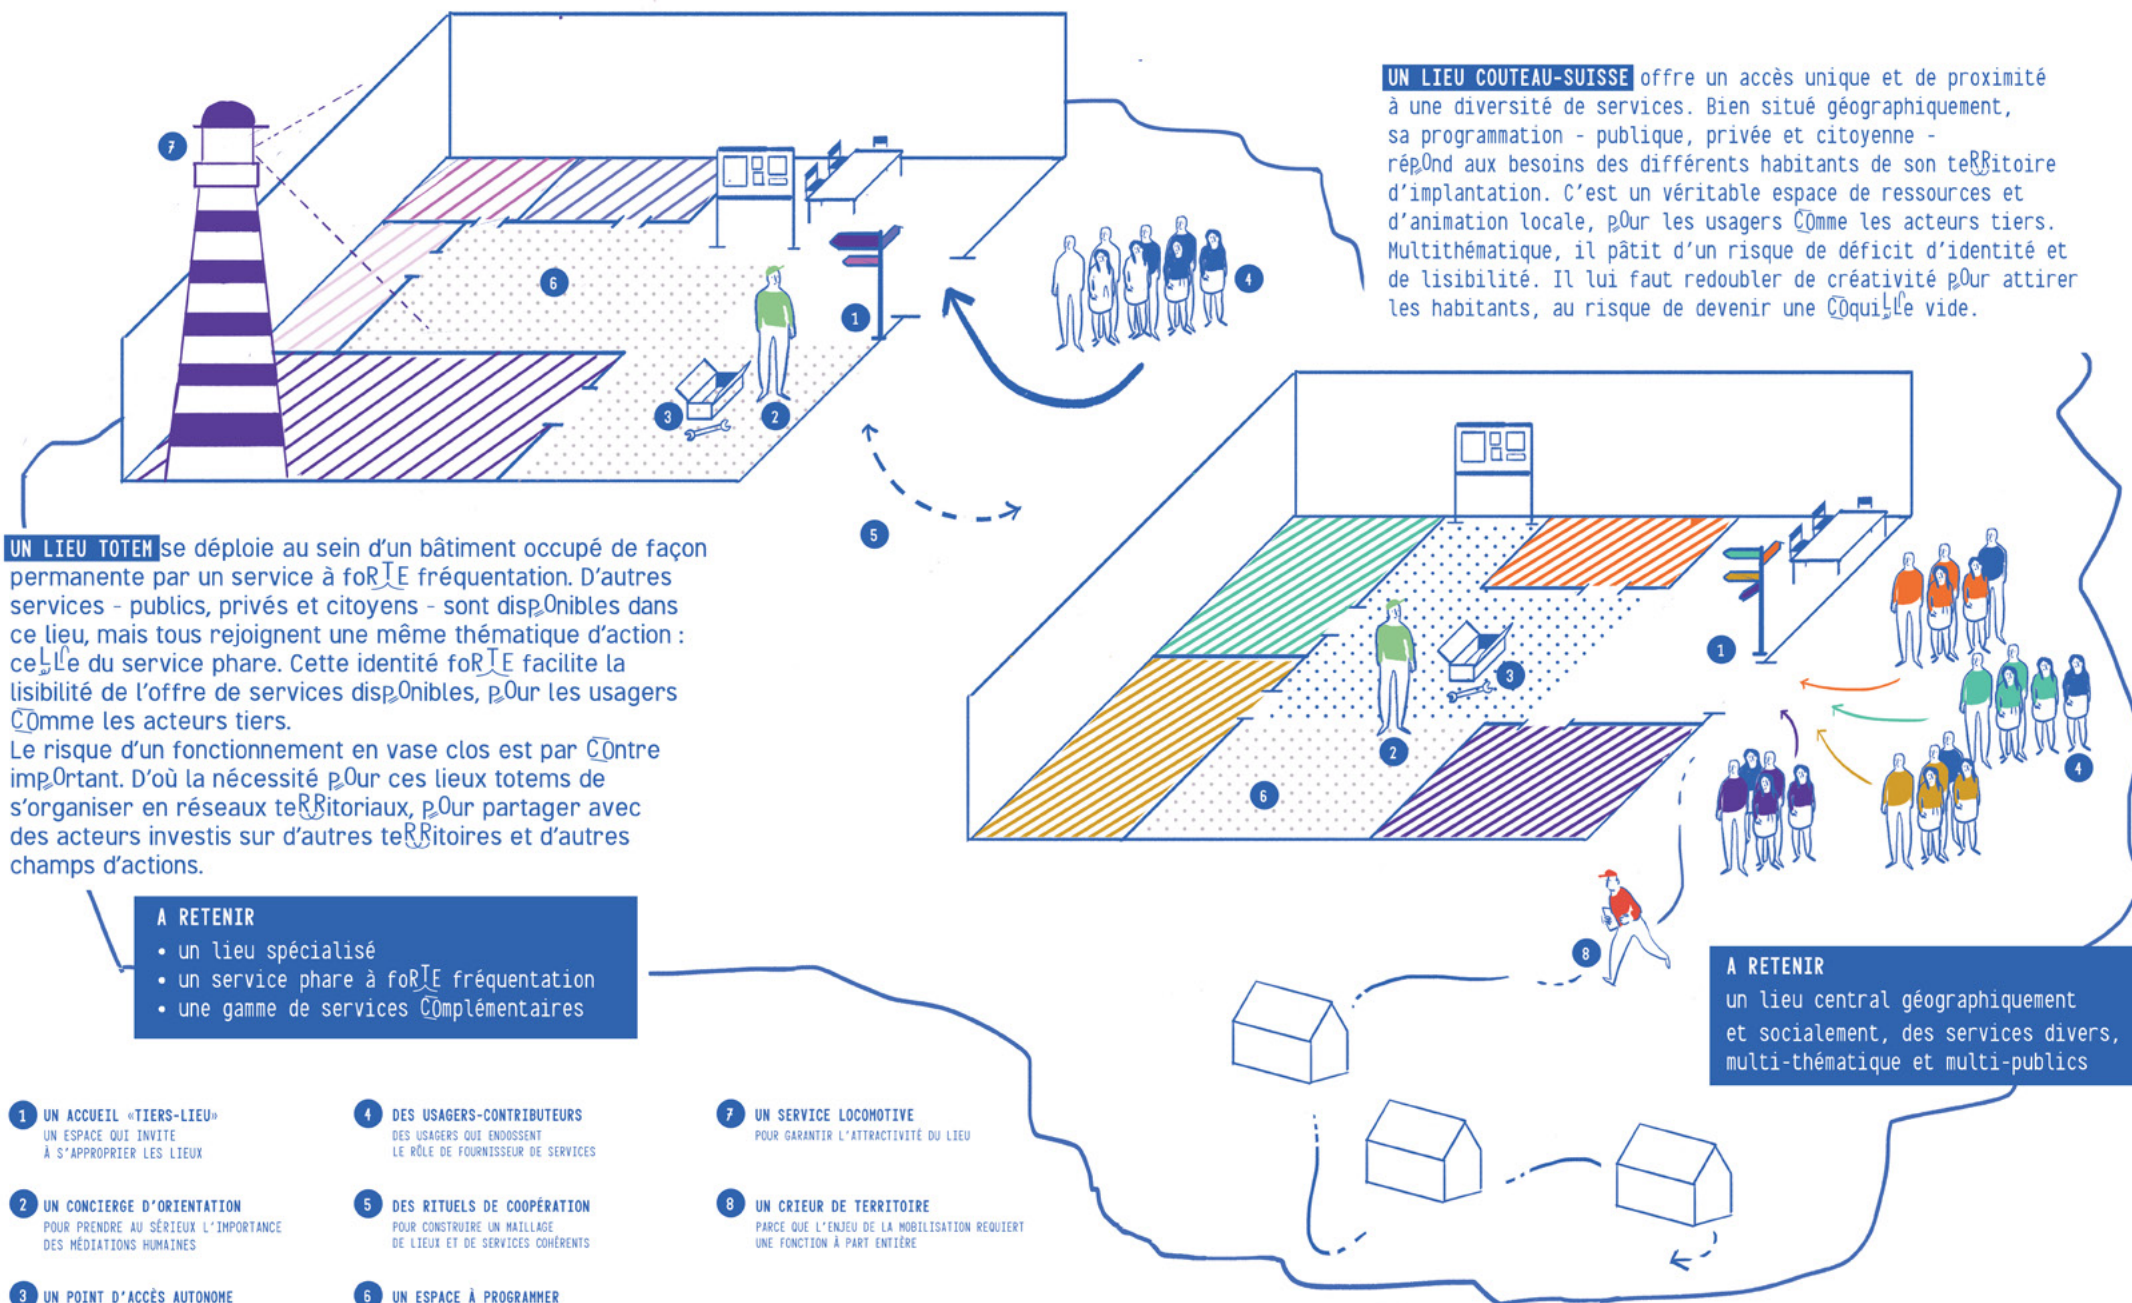 UN LIEU COUTEAU-SUISSE offre un accès unique et de proximité
à une diversité de services. Bien situé géographiquement,
sa programmation - publique, privée et citoyenne -
répOnd aux besoins des différents habitants de son teRRitoire
d'implantation. C'est un véritable espace de ressources et
d'animation locale, pOur les usagers COmme les acteurs tiers.
Multithématique, il pâtit d'un risque de déficit d'identité et
de lisibilité. Il lui faut redoubler de créativité pOur attirer
les habitants, au risque de devenir une COquiLLe vide.
7
6
1
4
3
2
5
UN LIEU TOTEM se déploie au sein d'un bâtiment occupé de façon
permanente par un service à foRTE fréquentation. D'autres
services - publics, privés et citoyens - sont dispOnibles dans
ce lieu, mais tous rejoignent une même thématique d'action :
ceLLe du service phare. Cette identité foRTE facilite la
lisibilité de l'offre de services dispOnibles, pOur les usagers
COmme les acteurs tiers.
Le risque d'un fonctionnement en vase clos est par COntre
impOrtant. D'où la nécessité pOur ces lieux totems de
s'organiser en réseaux teRRitoriaux, pOur partager avec
des acteurs investis sur d'autres teRRitoires et d'autres
champs d'actions.
1
3
2
4
6
8
A RETENIR
• un lieu spécialisé
• un service phare à foRTE fréquentation
• une gamme de services COmplémentaires
A RETENIR
un lieu central géographiquement
et socialement, des services divers,
multi-thématique et multi-publics
1 UN ACCUEIL «TIERS-LIEU»
UN ESPACE QUI INVITE
À S'APPROPRIER LES LIEUX
2 UN CONCIERGE D'ORIENTATION
POUR PRENDRE AU SÉRIEUX L'IMPORTANCE
DES MÉDIATIONS HUMAINES
3 UN POINT D'ACCÈS AUTONOME
4 DES USAGERS-CONTRIBUTEURS
DES USAGERS QUI ENDOSSENT
LE RÔLE DE FOURNISSEUR DE SERVICES
5 DES RITUELS DE COOPÉRATION
POUR CONSTRUIRE UN MAILLAGE
DE LIEUX ET DE SERVICES COHÉRENTS
6 UN ESPACE À PROGRAMMER
7 UN SERVICE LOCOMOTIVE
POUR GARANTIR L'ATTRACTIVITÉ DU LIEU
8 UN CRIEUR DE TERRITOIRE
PARCE QUE L'ENJEU DE LA MOBILISATION REQUIERT
UNE FONCTION À PART ENTIÈRE